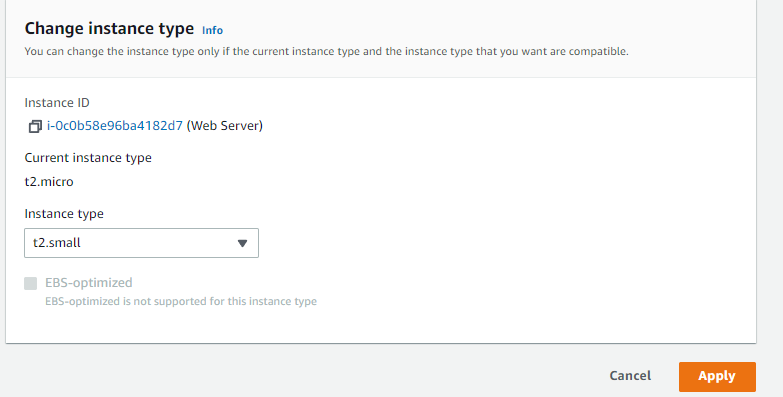 Change instance type Info
You can change the instance type only if the current instance type and the instance type that you want are compatible.
Instance ID
i-0c0b58e96ba4182d7 (Web Server)
Current instance type
t2.micro
Instance type
t2.small
EBS-optimized
EBS-optimized is not supported for this instance type
Cancel Apply